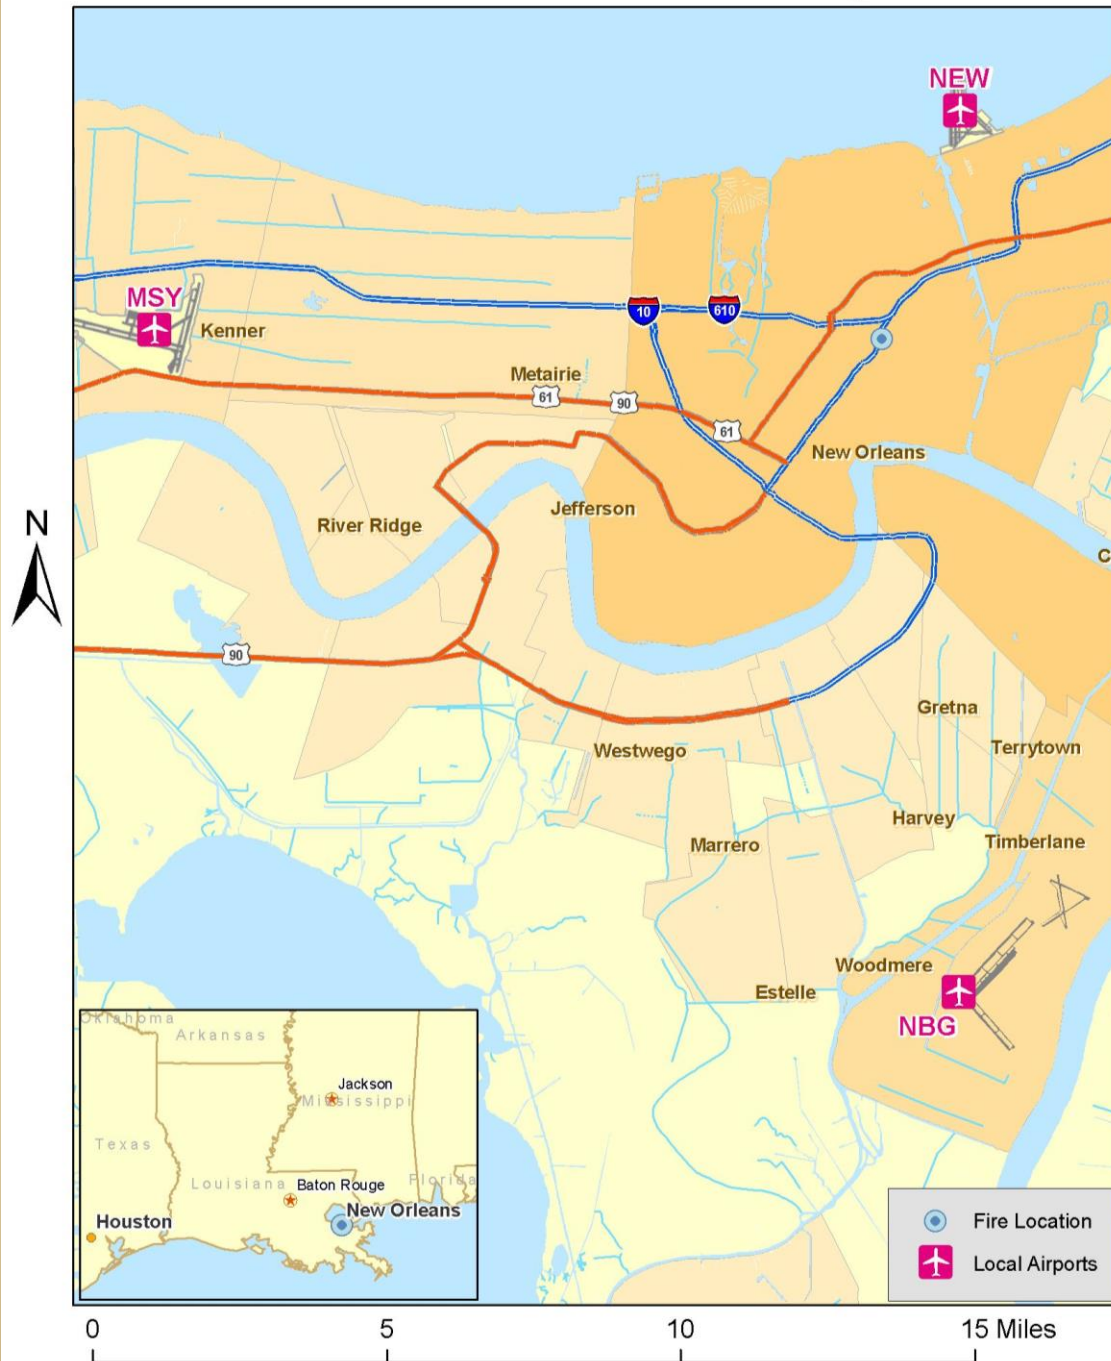 NEW
MSY
Kenner
10
610
Metairie
61
90
61
New Orleans
N
River Ridge
Jefferson
C
90
Gretna
Westwego
Terrytown
Harvey
Marrero
Timberlane
Woodmere
Estelle
NBG
Oklahoma
Arkansas
Jackson
Mississippi
Texas
Louisiana
Baton Rouge
Florida
Houston
New Orleans
Fire Location
Local Airports
0 5 10 15 Miles